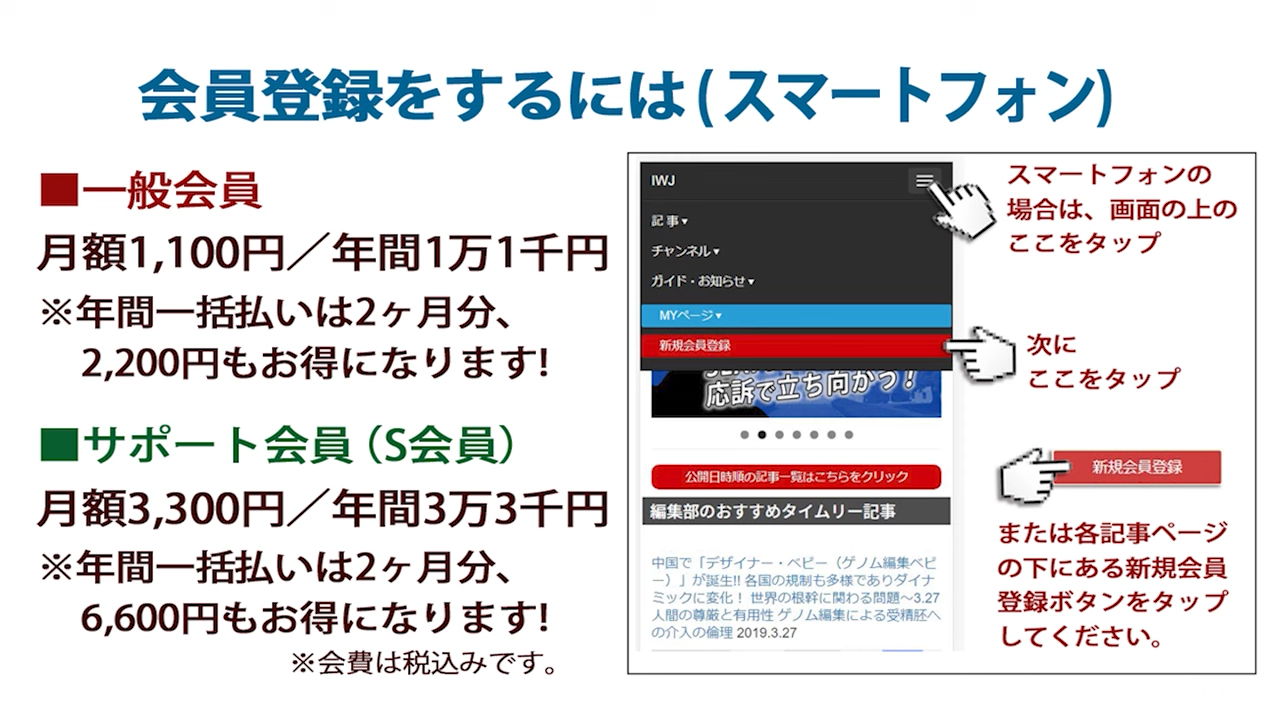 会員登録をするには(スマートフォン)
■一般会員
月額1,100円／年間1万1千円
※年間一括払いは2ヶ月分、
2,200円もお得になります!
■サポート会員（S会員）
月額3,300円／年間3万3千円
※年間一括払いは2ヶ月分、
6,600円もお得になります!
※会費は税込みです。
IWJ
記事▾
チャンネル▾
ガイド・お知らせ▾
MYページ▾
新規会員登録
応訴で立ち向かう！
公開日時順の記事一覧はこちらをクリック
編集部のおすすめタイムリー記事
中国で「デザイナー・ベビー（ゲノム編集ベビ
ー）」が誕生!! 各国の規制も多様でありダイナ
ミックに変化！ 世界の根幹に関わる問題～3.27
人間の尊厳と有用性 ゲノム編集による受精胚へ
の介入の倫理 2019.3.27
スマートフォンの
場合は、画面の上の
ここをタップ
次に
ここをタップ
新規会員登録
または各記事ページ
の下にある新規会員
登録ボタンをタップ
してください。